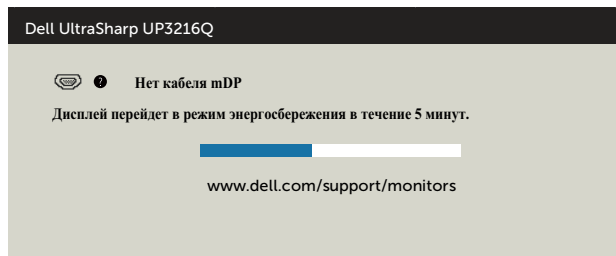 Dell UltraSharp UP3216Q
? Нет кабеля mDP
Дисплей перейдет в режим энергосбережения в течение 5 минут.
www.dell.com/support/monitors